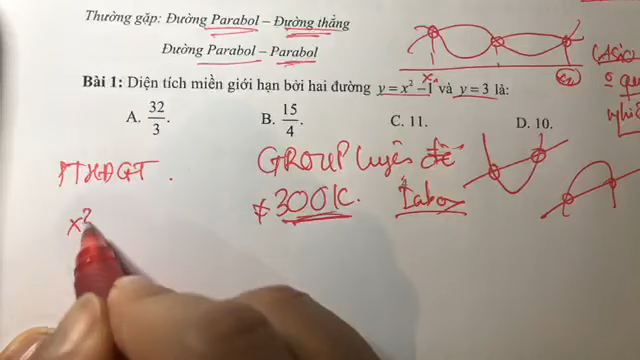 Thường gặp: Đường Parabol – Đường thẳng
Đường Parabol – Parabol
Bài 1: Diện tích miền giới hạn bởi hai đường y = x² – 1 và y = 3 là:
A. 32/3. B. 15/4. C. 11. D. 10.
PTHĐGT.
GROUP luyện đề
300K.
x²
CASIO